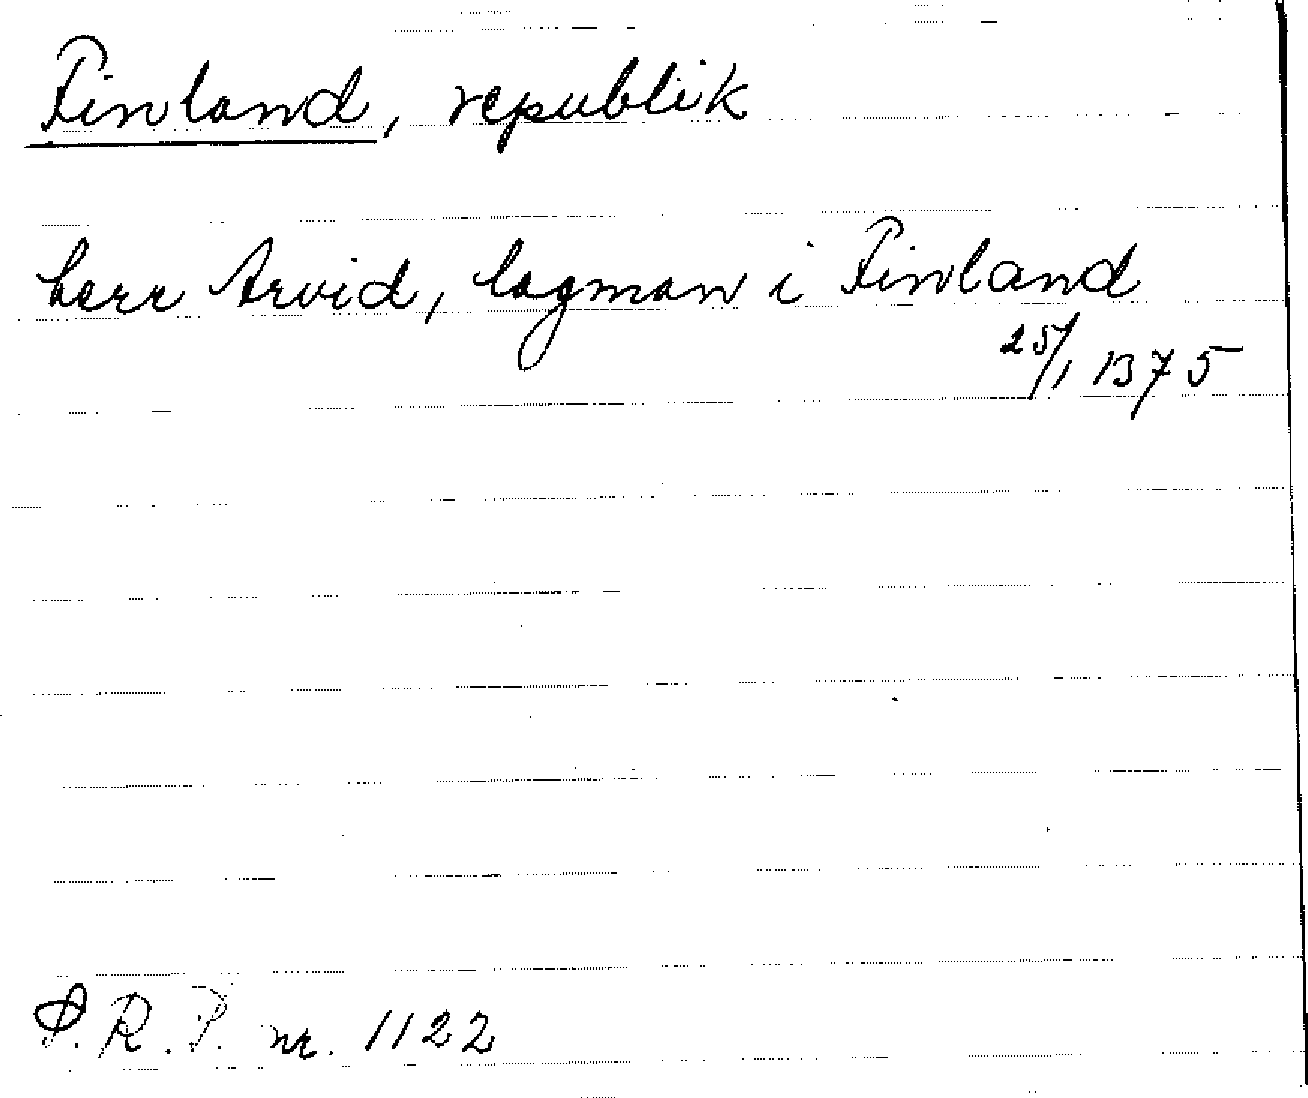 Finland, republik
herr Arvid, lagman i Finland
25/1 1375
P. R. P. nr. 1122